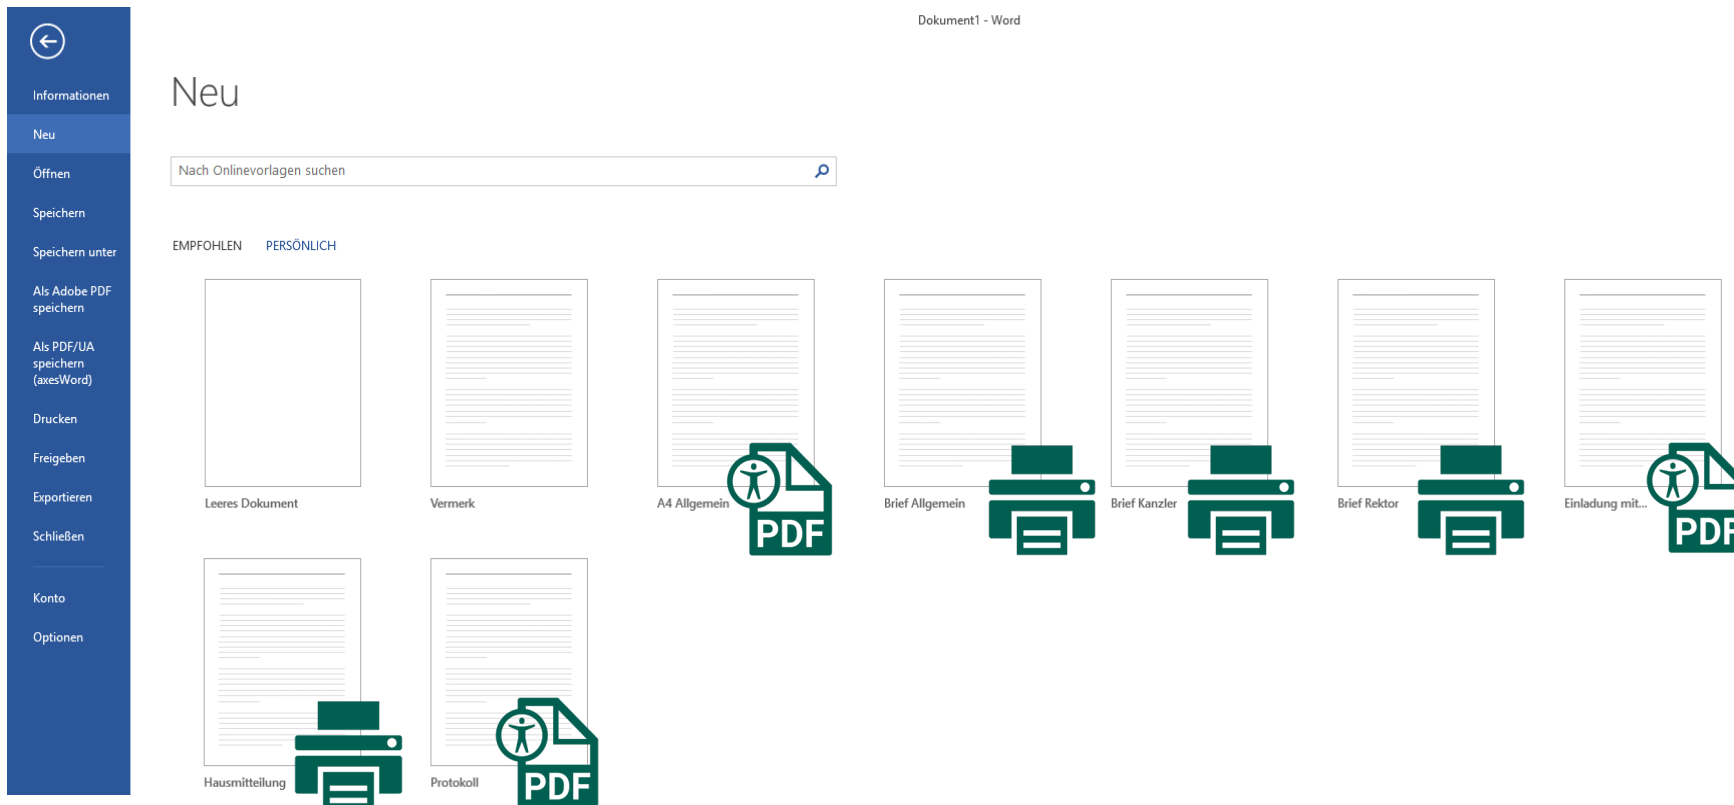 Dokument1 - Word
Informationen
Neu
Öffnen
Speichern
Speichern unter
Als Adobe PDF
speichern
Als PDF/UA
speichern
(axesWord)
Drucken
Freigeben
Exportieren
Schließen
Konto
Optionen
Neu
Nach Onlinevorlagen suchen
EMPFOHLEN PERSÖNLICH
Leeres Dokument
Vermerk
A4 Allgemein
PDF
Brief Allgemein
Brief Kanzler
Brief Rektor
Einladung mit...
PDF
Hausmitteilung
Protokoll
PDF